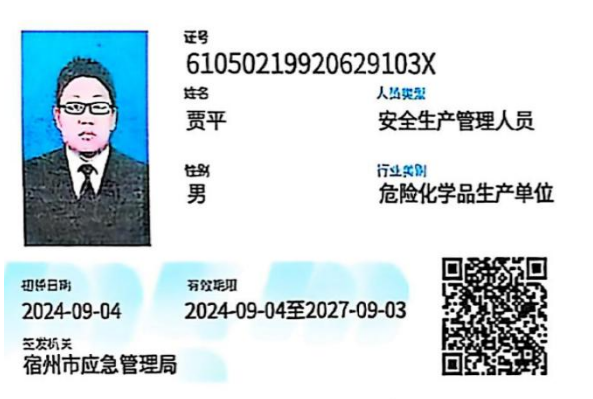 证号
61050219920629103X
姓名
人员类型
贾平
安全生产管理人员
性别
行业类别
男
危险化学品生产单位
初领日期
有效期限
2024-09-04
2024-09-04至2027-09-03
签发机关
宿州市应急管理局